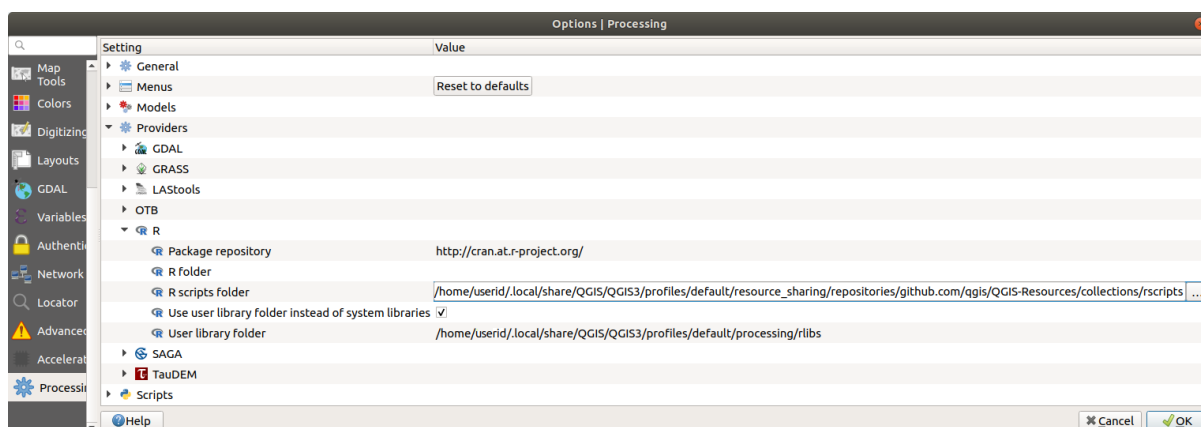 Options | Processing
Setting Value
Map Tools
Colors
Digitizing
Layouts
GDAL
Variables
Authenti
Network
Locator
Advanced
Accelerat
Processin
General
Menus Reset to defaults
Models
Providers
GDAL
GRASS
LAStools
OTB
R
Package repository http://cran.at.r-project.org/
R folder
R scripts folder /home/userid/.local/share/QGIS/QGIS3/profiles/default/resource_sharing/repositories/github.com/qgis/QGIS-Resources/collections/rscripts ...
Use user library folder instead of system libraries
User library folder /home/userid/.local/share/QGIS/QGIS3/profiles/default/processing/rlibs
SAGA
TauDEM
Scripts
Help Cancel OK